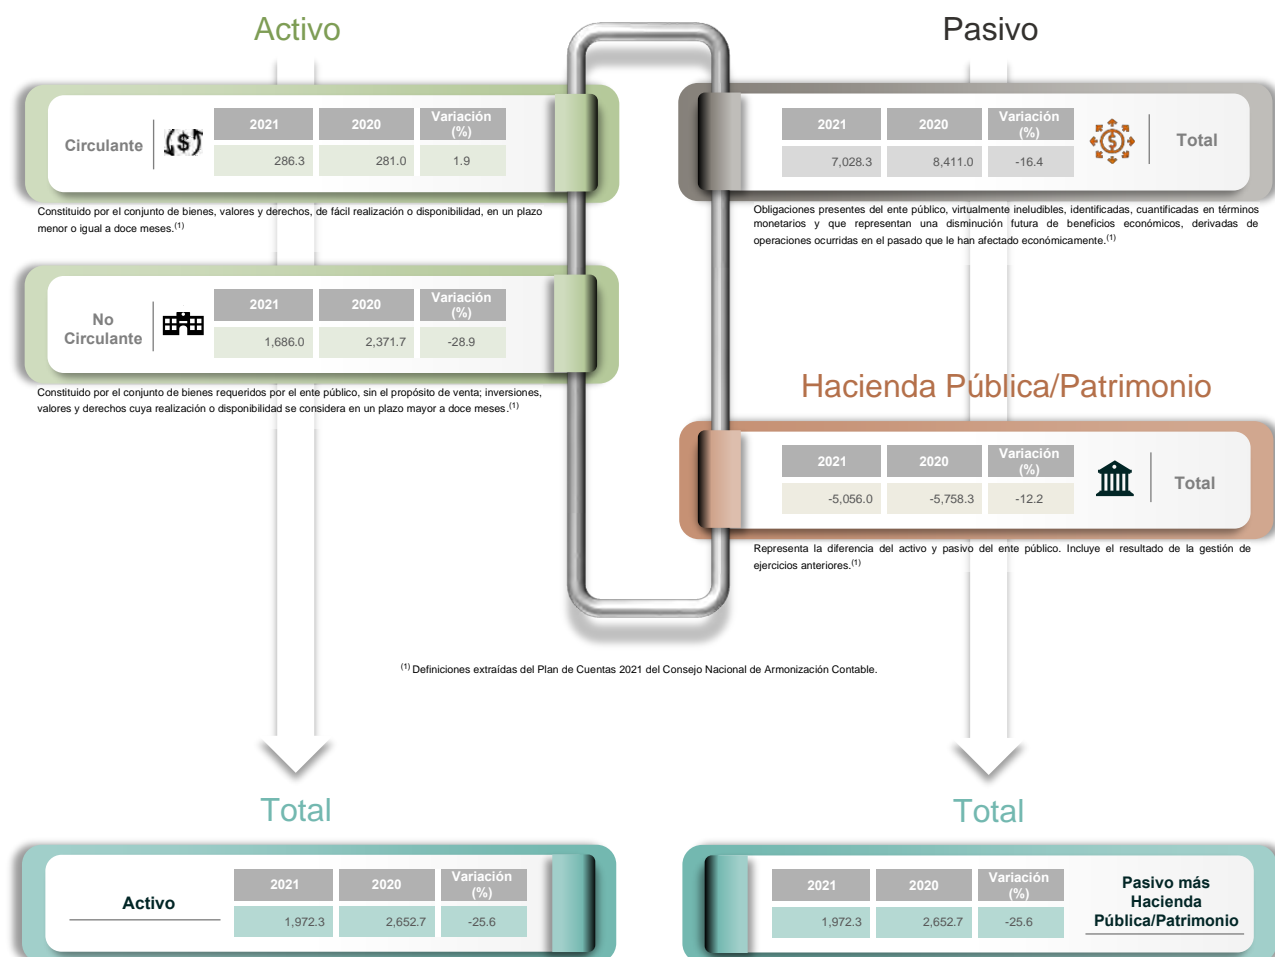 Activo
Circulante
2021 2020 Variación (%)
286.3 281.0 1.9
Constituido por el conjunto de bienes, valores y derechos, de fácil realización o disponibilidad, en un plazo
menor o igual a doce meses.(1)
No
Circulante
2021 2020 Variación (%)
1,686.0 2,371.7 -28.9
Constituido por el conjunto de bienes requeridos por el ente público, sin el propósito de venta; inversiones,
valores y derechos cuya realización o disponibilidad se considera en un plazo mayor a doce meses.(1)
Pasivo
2021 2020 Variación (%)
7,028.3 8,411.0 -16.4
Total
Obligaciones presentes del ente público, virtualmente ineludibles, identificadas, cuantificadas en términos
monetarios y que representan una disminución futura de beneficios económicos, derivadas de
operaciones ocurridas en el pasado que le han afectado económicamente.(1)
Hacienda Pública/Patrimonio
2021 2020 Variación (%)
-5,056.0 -5,758.3 -12.2
Total
Representa la diferencia del activo y pasivo del ente público. Incluye el resultado de la gestión de
ejercicios anteriores.(1)
(1) Definiciones extraídas del Plan de Cuentas 2021 del Consejo Nacional de Armonización Contable.
Total
Activo
2021 2020 Variación (%)
1,972.3 2,652.7 -25.6
Total
2021 2020 Variación (%)
1,972.3 2,652.7 -25.6
Pasivo más
Hacienda
Pública/Patrimonio